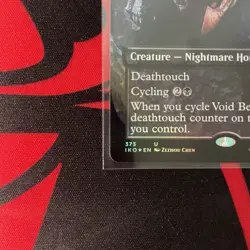 Creature — Nightmare Ho
Deathtouch
Cycling 2
When you cycle Void Be
deathtouch counter on t
you control.
375 U
IKO★EN ZEZHOU CHEN